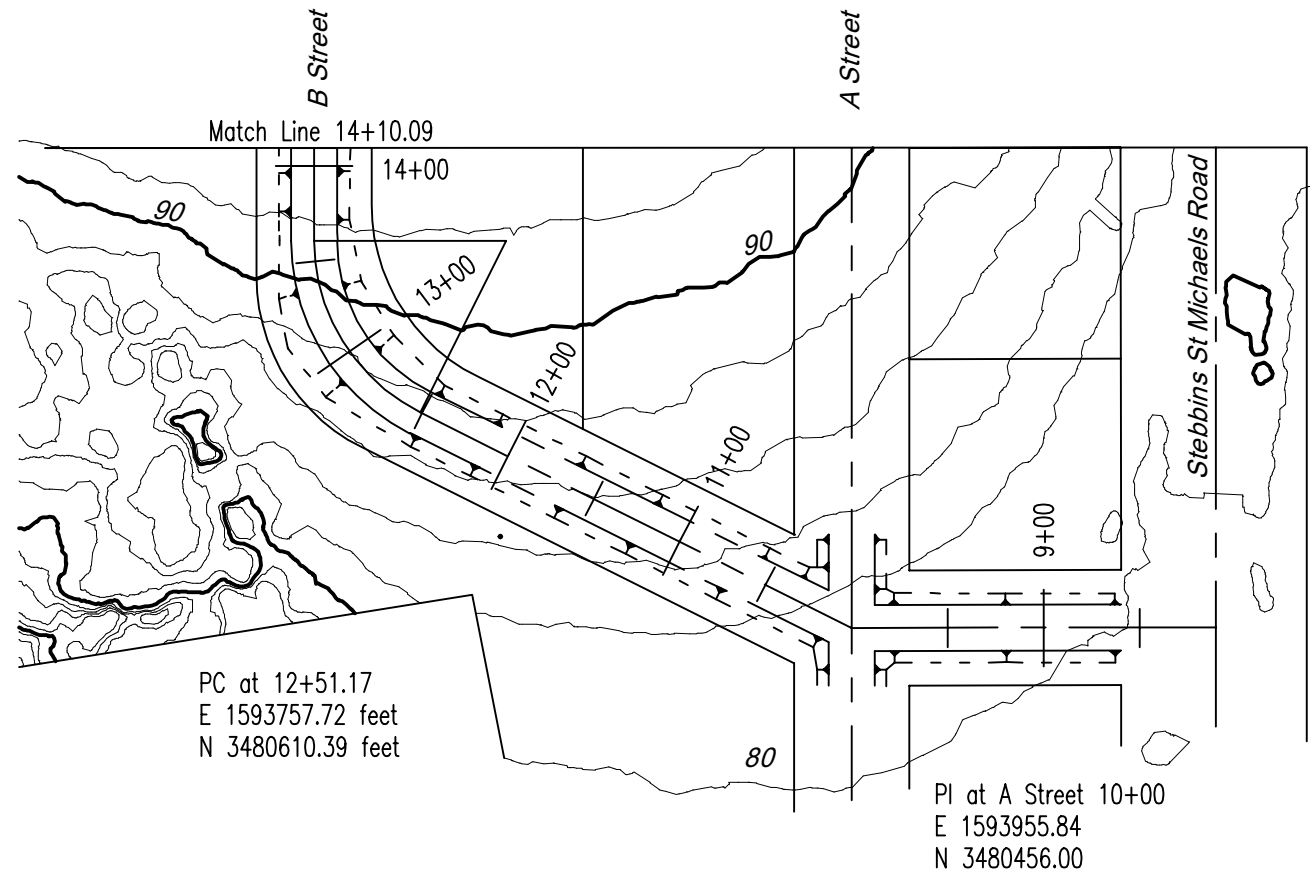 B Street
A Street
Match Line 14+10.09
14+00
90
90
13+00
Stebbins St Michaels Road
12+00
11+00
9+00
PC at 12+51.17
E 1593757.72 feet
N 3480610.39 feet
80
PI at A Street 10+00
E 1593955.84
N 3480456.00